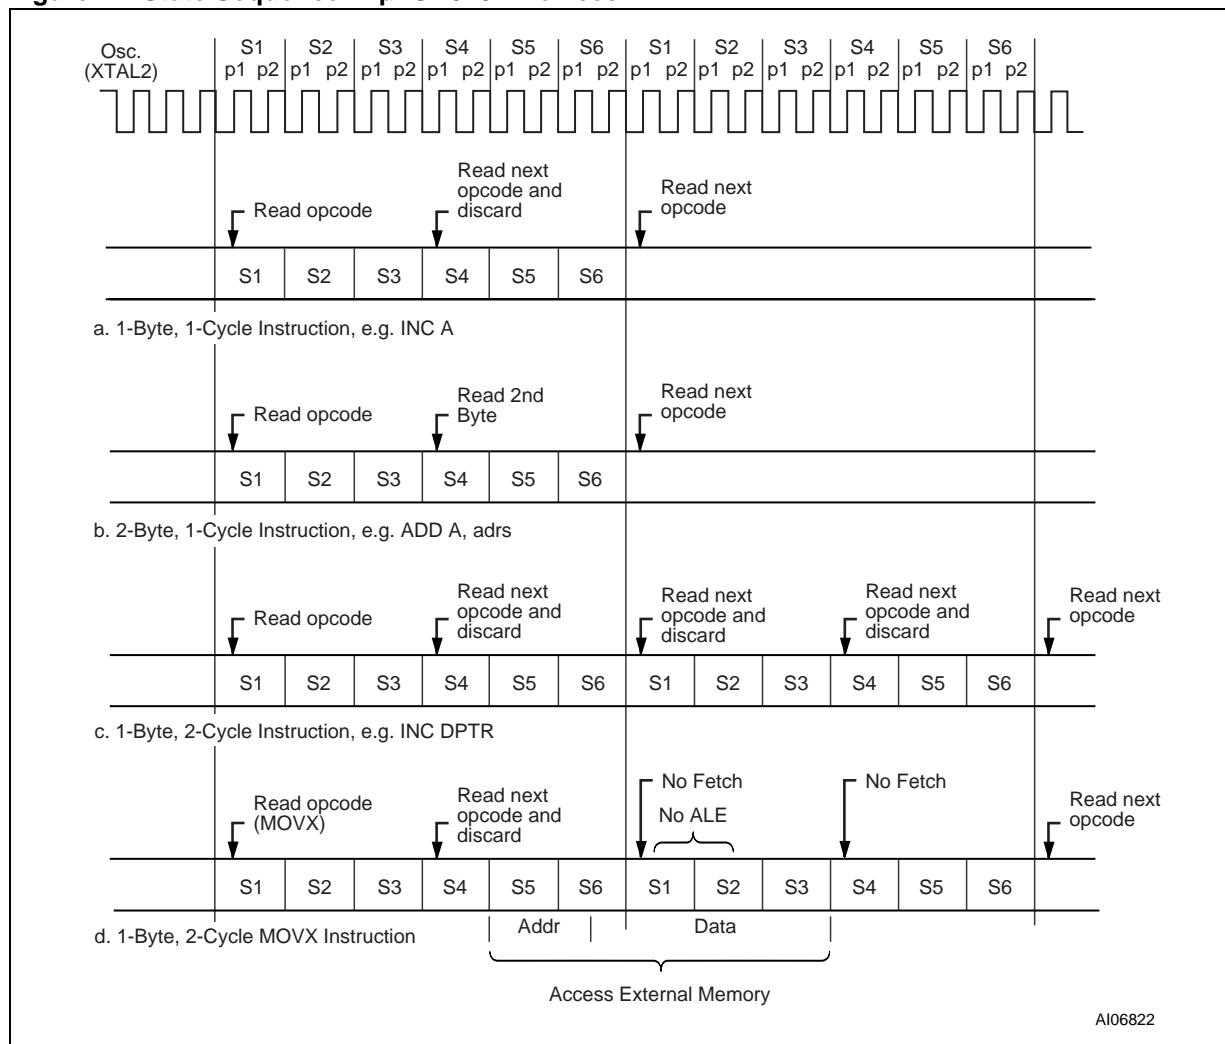 Osc.
(XTAL2)
S1 S2 S3 S4 S5 S6 S1 S2 S3 S4 S5 S6
p1 p2 p1 p2 p1 p2 p1 p2 p1 p2 p1 p2 p1 p2 p1 p2 p1 p2 p1 p2 p1 p2 p1 p2
Read opcode
Read next
opcode and
discard
Read next
opcode
S1 S2 S3 S4 S5 S6
a. 1-Byte, 1-Cycle Instruction, e.g. INC A
Read opcode
Read 2nd
Byte
Read next
opcode
S1 S2 S3 S4 S5 S6
b. 2-Byte, 1-Cycle Instruction, e.g. ADD A, adrs
Read opcode
Read next
opcode and
discard
Read next
opcode and
discard
Read next
opcode and
discard
Read next
opcode
S1 S2 S3 S4 S5 S6 S1 S2 S3 S4 S5 S6
c. 1-Byte, 2-Cycle Instruction, e.g. INC DPTR
Read opcode
(MOVX)
Read next
opcode and
discard
No Fetch
No ALE
No Fetch
Read next
opcode
S1 S2 S3 S4 S5 S6 S1 S2 S3 S4 S5 S6
d. 1-Byte, 2-Cycle MOVX Instruction
Addr
Data
Access External Memory
AI06822